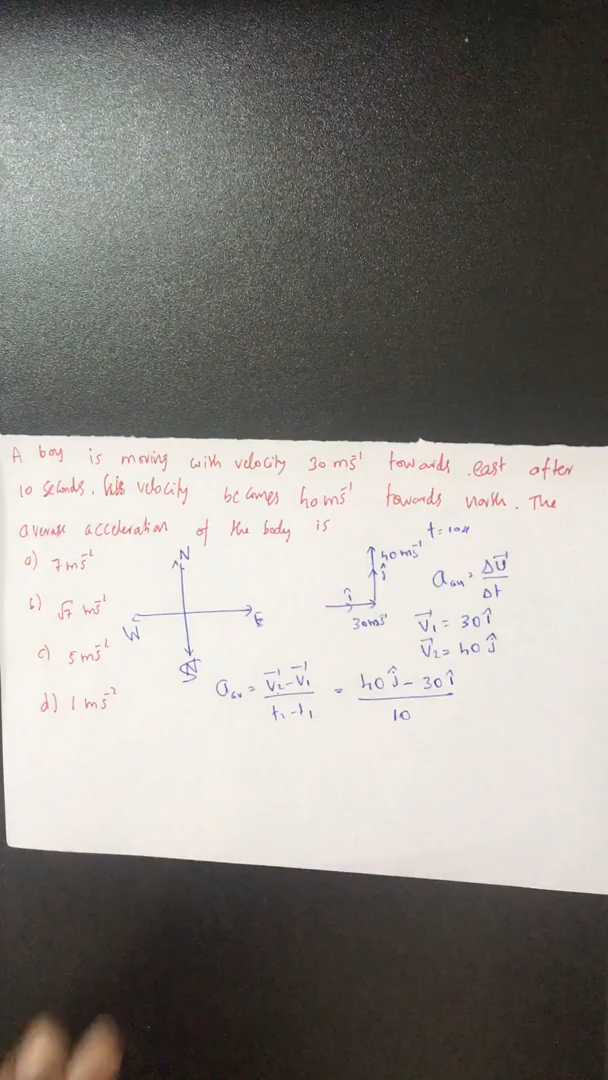 A boy is moving with velocity 30 ms⁻¹ towards east after
10 seconds. velocity becomes 40 ms⁻¹ towards north. The
average acceleration of the body is
a) 7 ms⁻²
b) √7 ms⁻²
c) 5 ms⁻²
d) 1 ms⁻²
N
W
E
S
40 ms⁻¹
ĵ
î
30 ms⁻¹
t = 10s
a_av = Δv⃗ / Δt
v⃗₁ = 30 î
v⃗₂ = 40 ĵ
a_av = (v⃗₂ - v⃗₁) / (t₂ - t₁) = (40 ĵ - 30 î) / 10